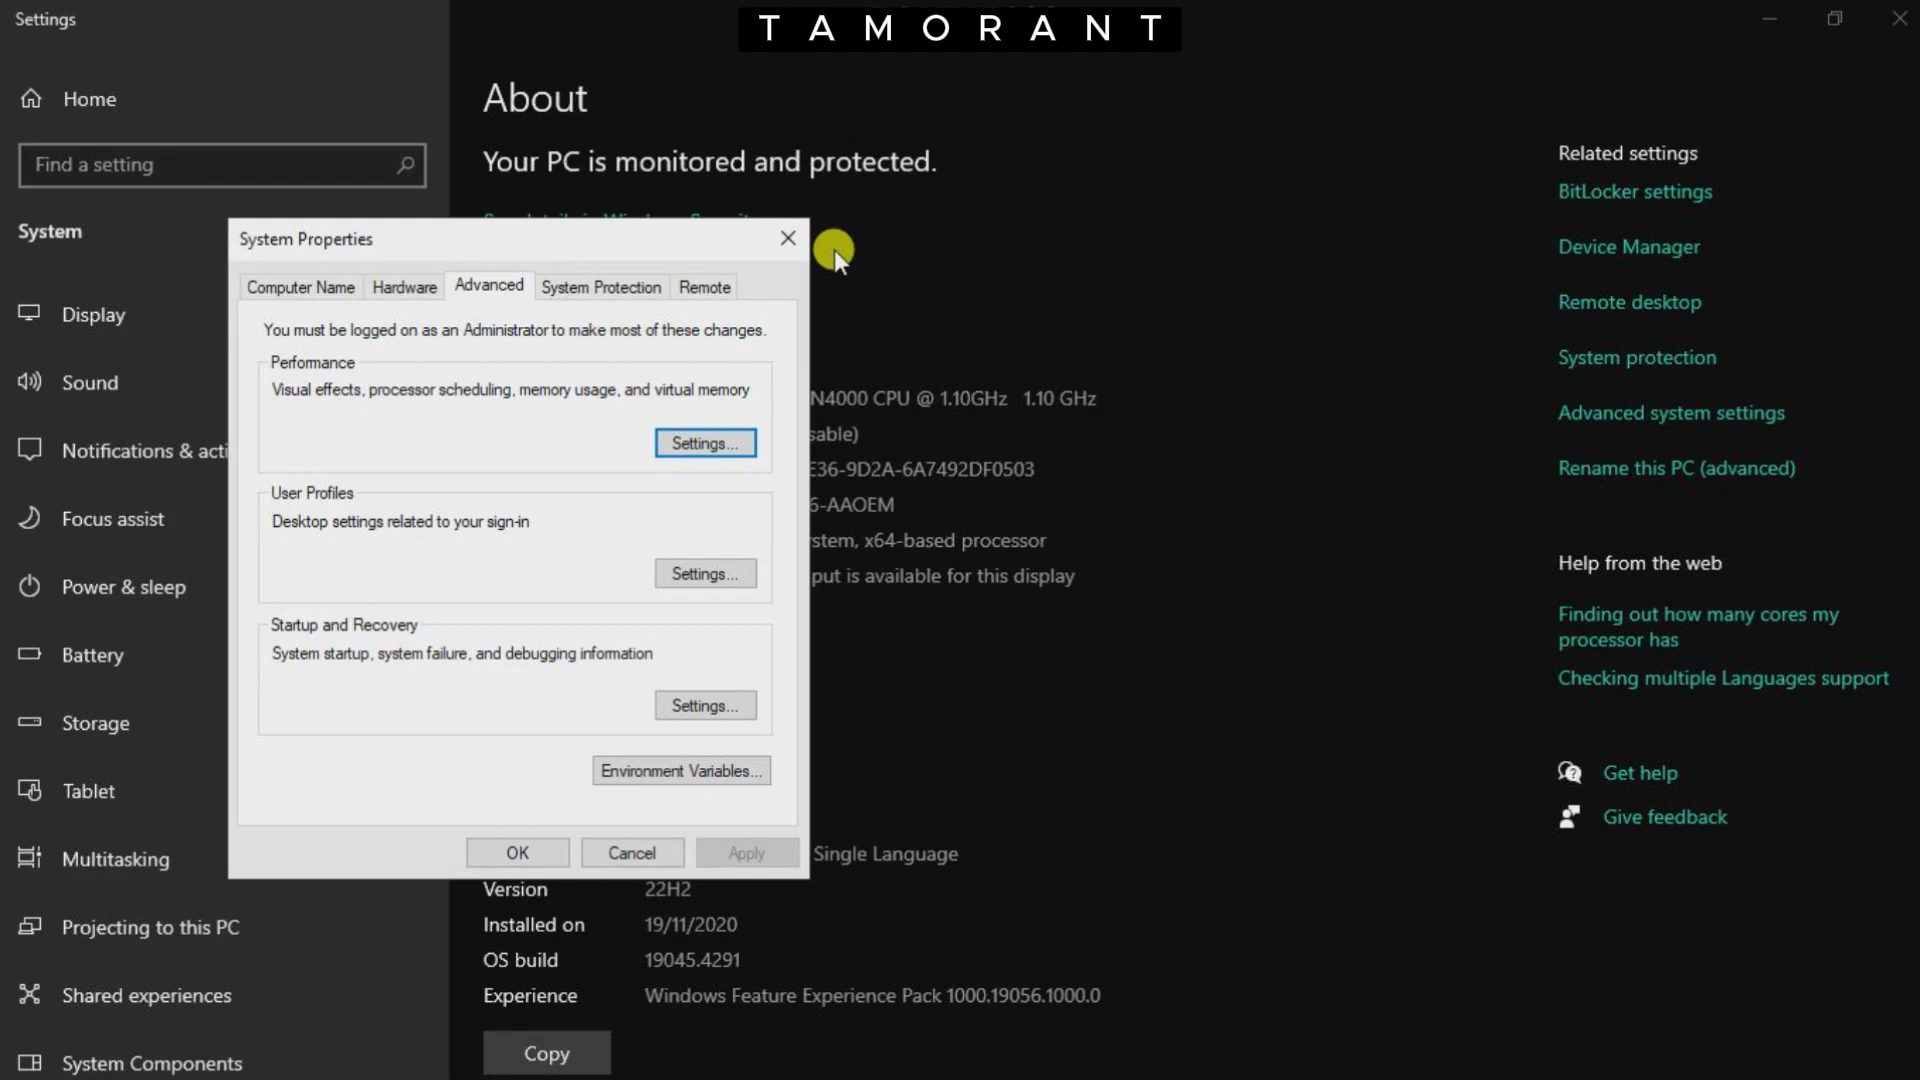 Settings
T A M O R A N T
Home
Find a setting
System
Display
Sound
Notifications & acti
Focus assist
Power & sleep
Battery
Storage
Tablet
Multitasking
Projecting to this PC
Shared experiences
System Components
About
Your PC is monitored and protected.
System Properties
Computer Name
Hardware
Advanced
System Protection
Remote
You must be logged on as an Administrator to make most of these changes.
Performance
Visual effects, processor scheduling, memory usage, and virtual memory
Settings...
User Profiles
Desktop settings related to your sign-in
Settings...
Startup and Recovery
System startup, system failure, and debugging information
Settings...
Environment Variables...
OK
Cancel
Apply
N4000 CPU @ 1.10GHz 1.10 GHz
sable)
E36-9D2A-6A7492DF0503
6-AAOEM
stem, x64-based processor
put is available for this display
Single Language
Version 22H2
Installed on 19/11/2020
OS build 19045.4291
Experience Windows Feature Experience Pack 1000.19056.1000.0
Copy
Related settings
BitLocker settings
Device Manager
Remote desktop
System protection
Advanced system settings
Rename this PC (advanced)
Help from the web
Finding out how many cores my
processor has
Checking multiple Languages support
Get help
Give feedback